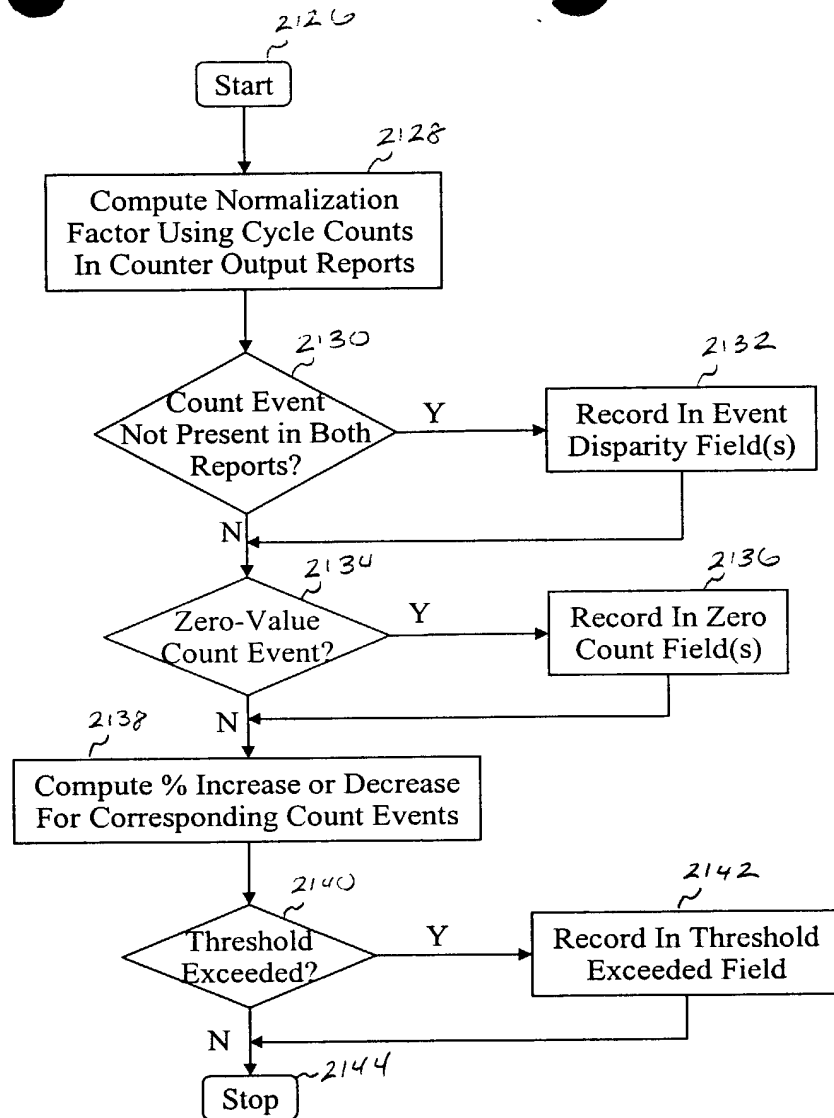 2126
Start
2128
Compute Normalization
Factor Using Cycle Counts
In Counter Output Reports
2130
Count Event
Not Present in Both
Reports?
Y
2132
Record In Event
Disparity Field(s)
N
2134
Zero-Value
Count Event?
Y
2136
Record In Zero
Count Field(s)
N
2138
Compute % Increase or Decrease
For Corresponding Count Events
2140
Threshold
Exceeded?
Y
2142
Record In Threshold
Exceeded Field
N
2144
Stop